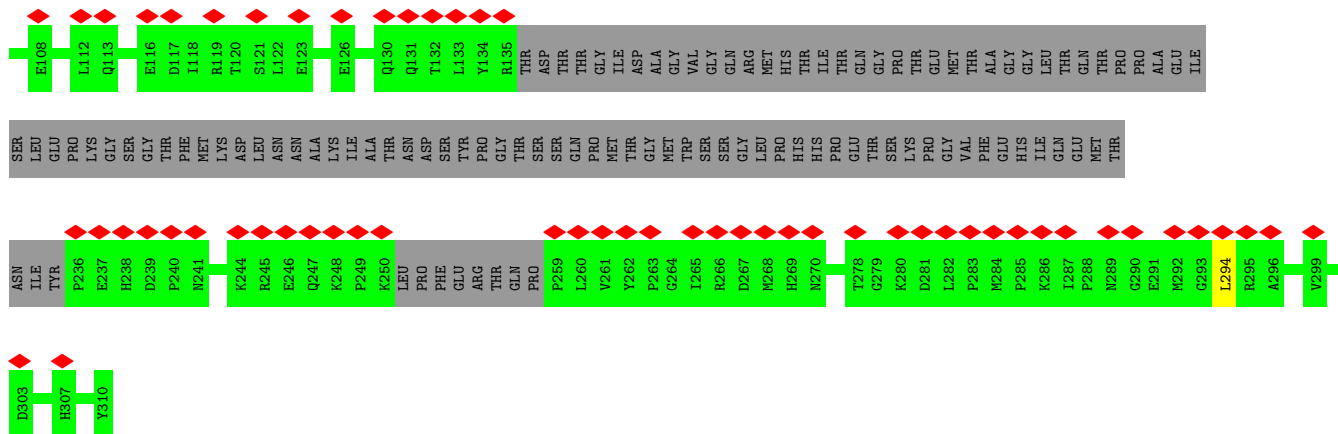 E108 L112 Q113 E116 D117 I118 R119 T120 S121 L122 E123 E126 Q130 Q131 T132 L133 Y134 R135 THR ASP THR THR GLY ILE ASP ALA GLY VAL GLY GLN ARG MET HIS THR ILE THR GLN GLY PRO THR GLU MET THR ALA GLY GLY LEU THR GLN THR PRO PRO ALA GLU ILE
SER LEU GLU PRO LYS GLY SER GLY THR PHE MET LYS ASP LEU ASN ASN ALA LYS ILE ALA THR ASN ASP SER TYR PRO GLY THR SER SER GLN PRO MET THR GLY MET TRP SER SER GLY LEU PRO HIS HIS PRO GLU THR SER LYS PRO GLY VAL PHE GLU HIS ILE GLN GLU MET THR
ASN ILE TYR P236 E237 H238 D239 P240 N241 K244 R245 E246 Q247 K248 P249 K250 LEU PRO PHE GLU ARG THR GLN PRO P259 L260 V261 Y262 P263 G264 I265 R266 D267 M268 H269 N270 T278 G279 K280 D281 L282 P283 M284 P285 K286 I287 P288 N289 G290 E291 M292 G293 L294 R295 A296 V299
D303 H307 Y310